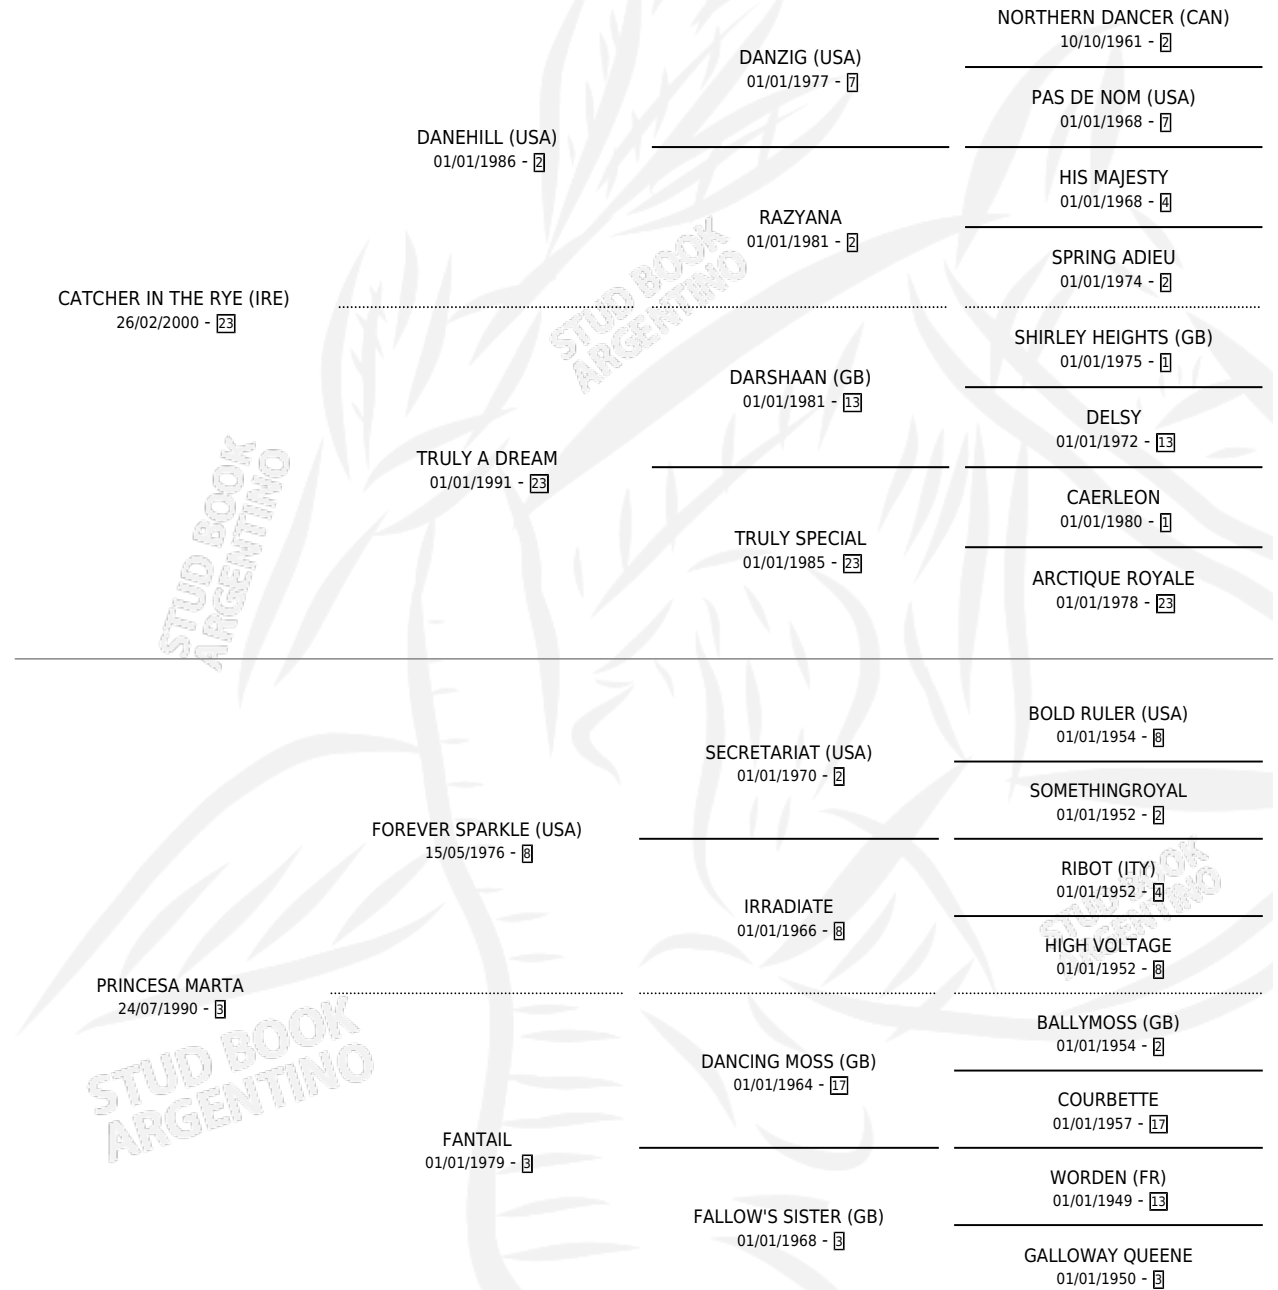 NORTHERN DANCER (CAN)
10/10/1961 - 2
DANZIG (USA)
01/01/1977 - 7
PAS DE NOM (USA)
01/01/1968 - 7
DANEHILL (USA)
01/01/1986 - 2
HIS MAJESTY
01/01/1968 - 4
RAZYANA
01/01/1981 - 2
SPRING ADIEU
01/01/1974 - 2
CATCHER IN THE RYE (IRE)
26/02/2000 - 23
SHIRLEY HEIGHTS (GB)
01/01/1975 - 1
DARSHAAN (GB)
01/01/1981 - 13
DELSY
01/01/1972 - 13
TRULY A DREAM
01/01/1991 - 23
CAERLEON
01/01/1980 - 1
TRULY SPECIAL
01/01/1985 - 23
ARCTIQUE ROYALE
01/01/1978 - 23
BOLD RULER (USA)
01/01/1954 - 8
SECRETARIAT (USA)
01/01/1970 - 2
SOMETHINGROYAL
01/01/1952 - 2
FOREVER SPARKLE (USA)
15/05/1976 - 8
RIBOT (ITY)
01/01/1952 - 4
IRRADIATE
01/01/1966 - 8
HIGH VOLTAGE
01/01/1952 - 8
PRINCESA MARTA
24/07/1990 - 3
BALLYMOSS (GB)
01/01/1954 - 2
DANCING MOSS (GB)
01/01/1964 - 17
COURBETTE
01/01/1957 - 17
FANTAIL
01/01/1979 - 3
WORDEN (FR)
01/01/1949 - 13
FALLOW'S SISTER (GB)
01/01/1968 - 3
GALLOWAY QUEENE
01/01/1950 - 3
STUD BOOK
ARGENTINO
STUD BOOK
ARGENTINO
STUD BOOK
ARGENTINO
STUD BOOK
ARGENTINO